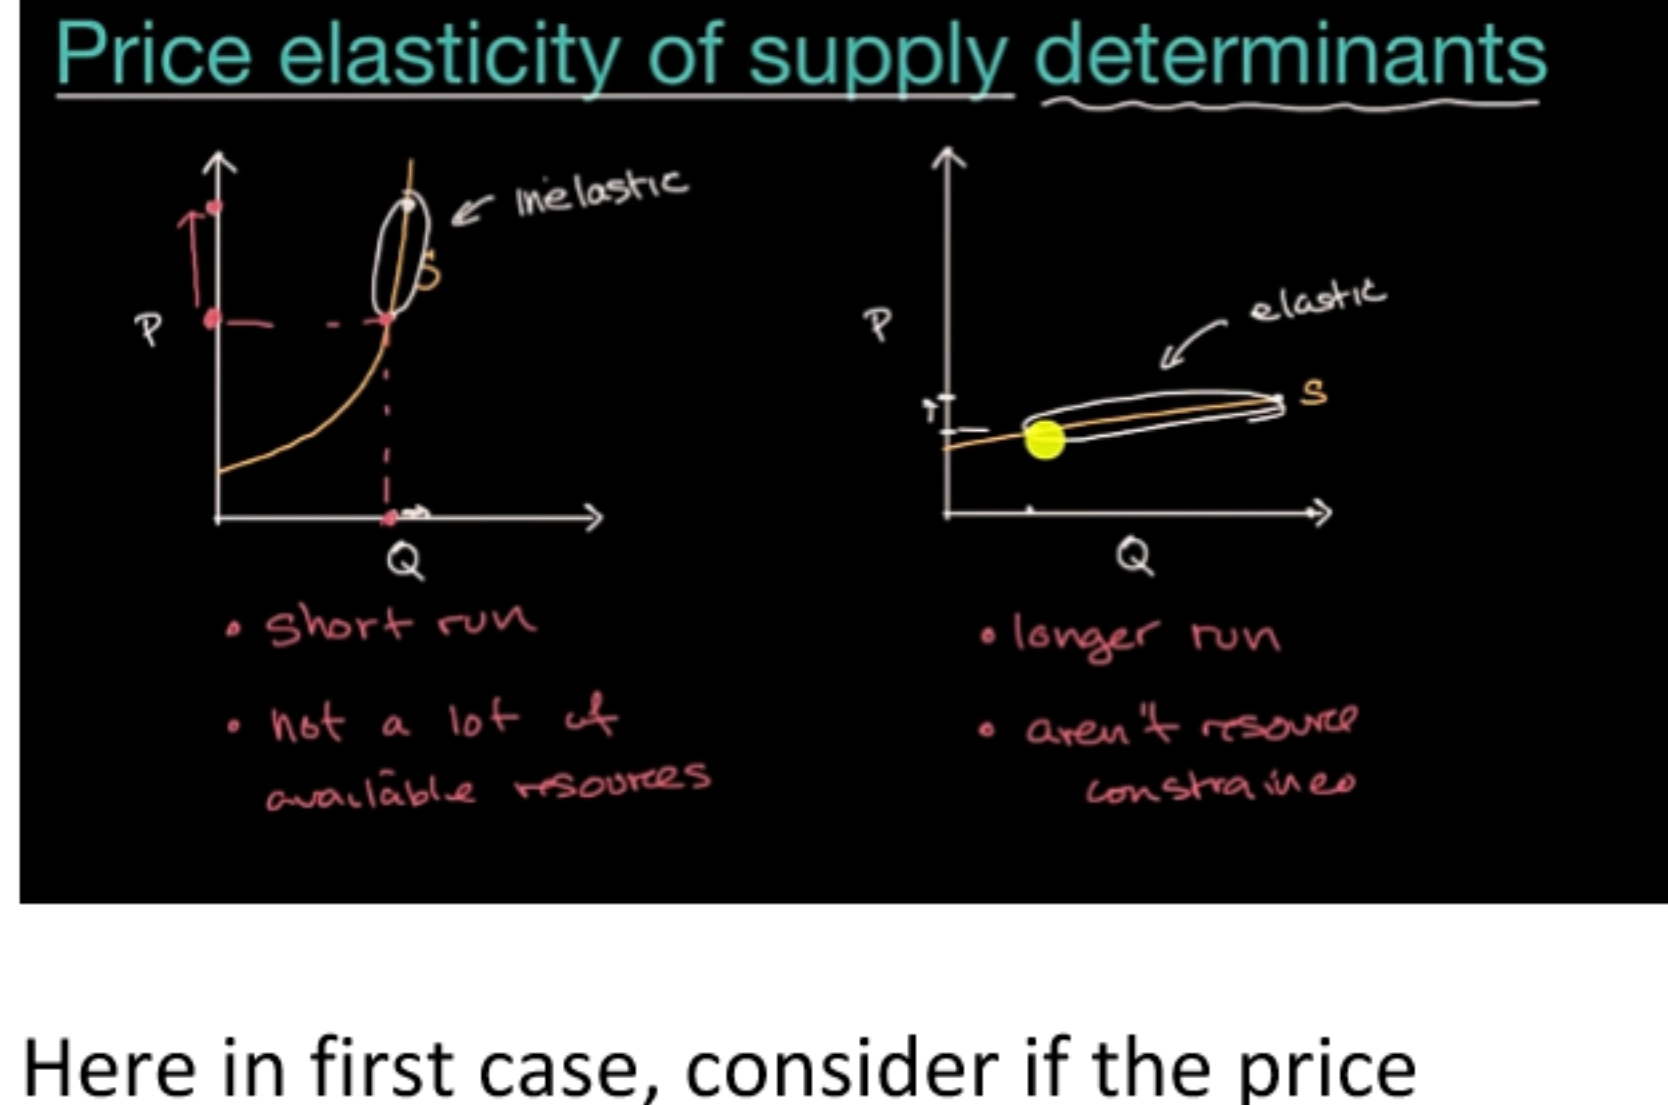 Price elasticity of supply determinants
inelastic
S
P
Q
• short run
• not a lot of
available resources
elastic
P
S
Q
• longer run
• aren't resource
constrained
Here in first case, consider if the price